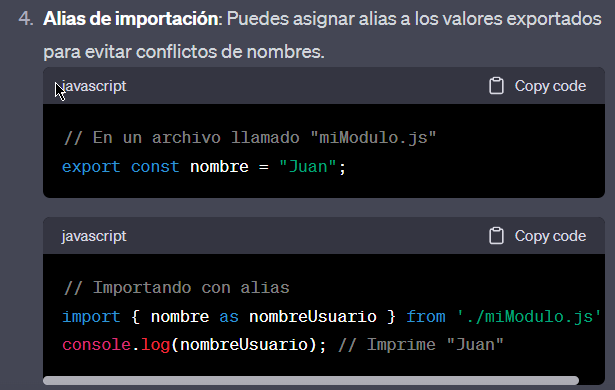 4. Alias de importación: Puedes asignar alias a los valores exportados
para evitar conflictos de nombres.
javascript Copy code
// En un archivo llamado "miModulo.js"
export const nombre = "Juan";
javascript Copy code
// Importando con alias
import { nombre as nombreUsuario } from './miModulo.js'
console.log(nombreUsuario); // Imprime "Juan"